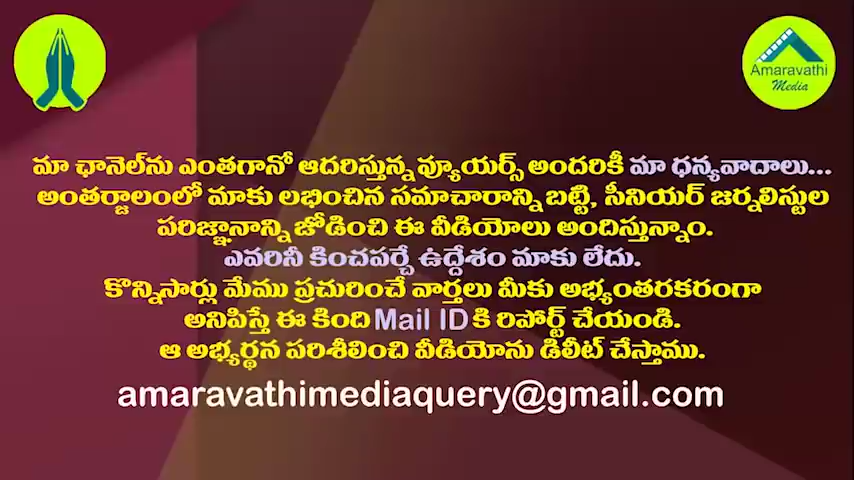 Amaravathi
Media
మా ఛానెల్‌ను ఎంతగానో ఆదరిస్తున్న వ్యూయర్స్ అందరికీ మా ధన్యవాదాలు...
అంతర్జాలంలో మాకు లభించిన సమాచారాన్ని బట్టి, సీనియర్ జర్నలిస్టుల
పరిజ్ఞానాన్ని జోడించి ఈ వీడియోలు అందిస్తున్నాం.
ఎవరినీ కించపర్చే ఉద్దేశం మాకు లేదు.
కొన్నిసార్లు మేము ప్రచురించే వార్తలు మీకు అభ్యంతరకరంగా
అనిపిస్తే ఈ కింది Mail ID కి రిపోర్ట్ చేయండి.
ఆ అభ్యర్థన పరిశీలించి వీడియోను డిలీట్ చేస్తాము.
amaravathimediaquery@gmail.com